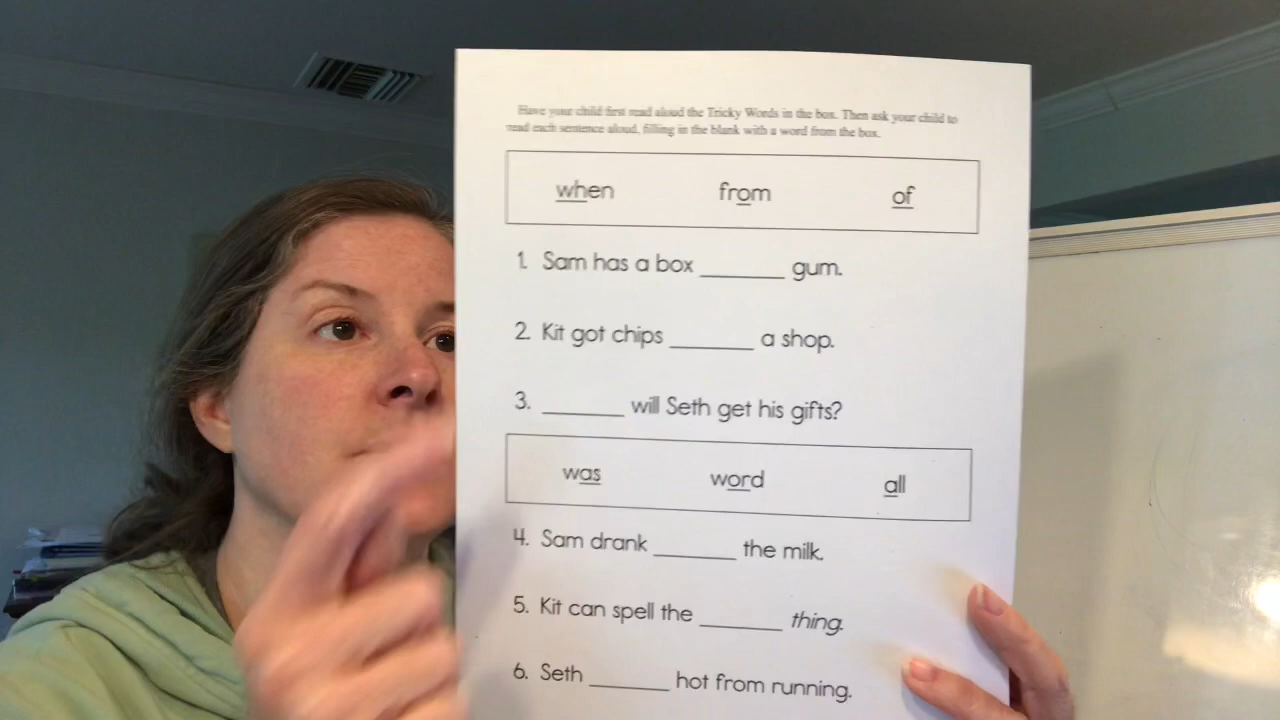 Have your child first read aloud the Tricky Words in the box. Then ask your child to
read each sentence aloud, filling in the blank with a word from the box.
when from of
1. Sam has a box ________ gum.
2. Kit got chips ________ a shop.
3. ________ will Seth get his gifts?
was word all
4. Sam drank ________ the milk.
5. Kit can spell the ________ thing.
6. Seth ________ hot from running.